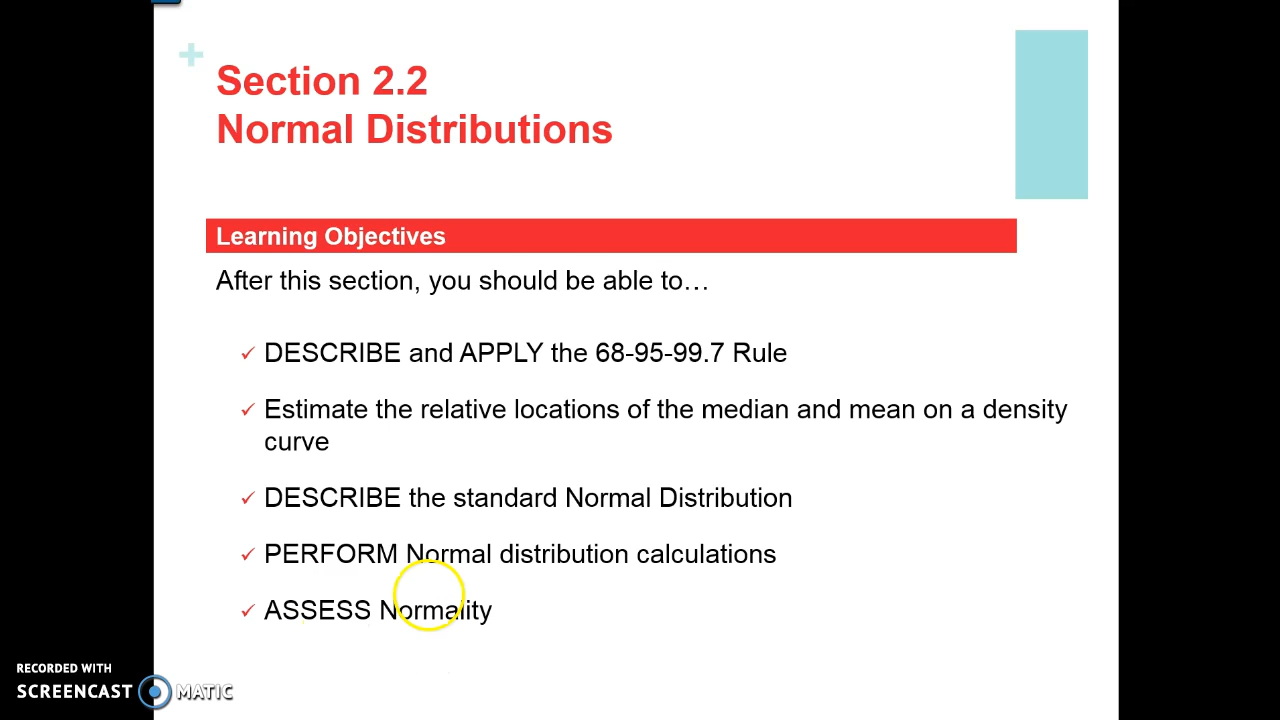 +
Section 2.2
Normal Distributions
Learning Objectives
After this section, you should be able to…
✓ DESCRIBE and APPLY the 68-95-99.7 Rule
✓ Estimate the relative locations of the median and mean on a density
curve
✓ DESCRIBE the standard Normal Distribution
✓ PERFORM Normal distribution calculations
✓ ASSESS Normality
RECORDED WITH
SCREENCAST MATIC